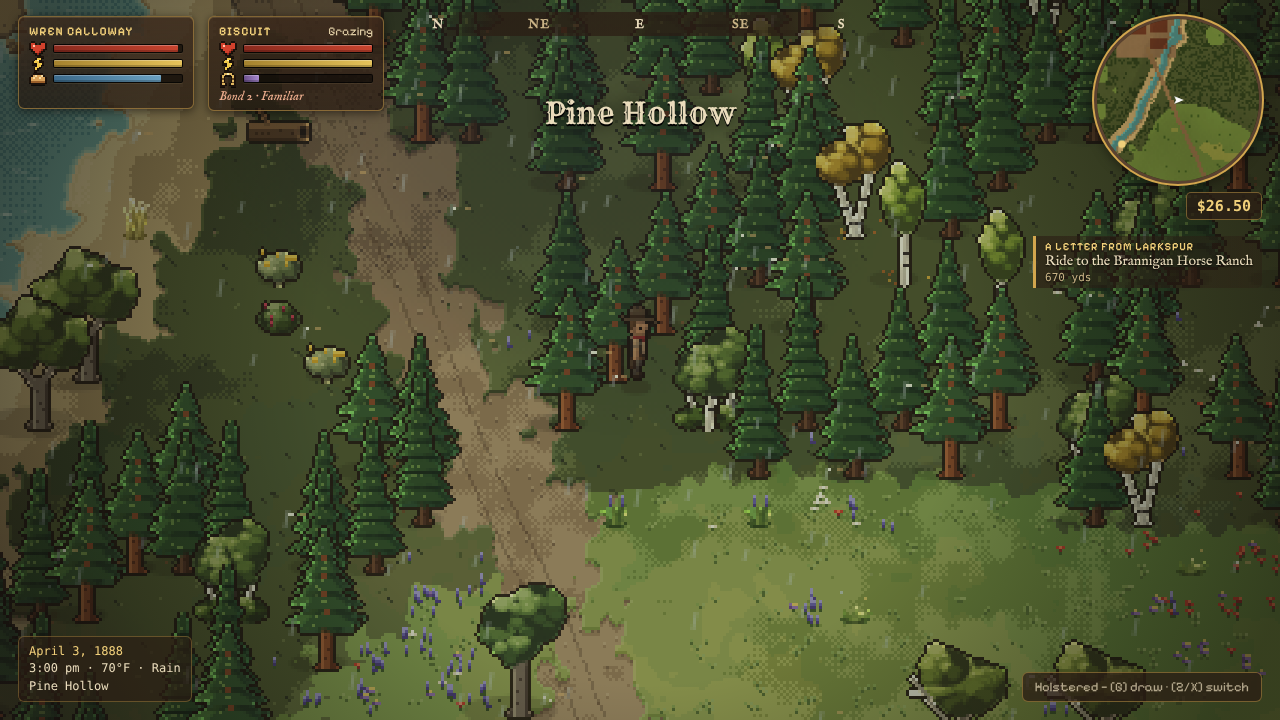 WREN CALLOWAY
BISCUIT Grazing
Bond 2 · Familiar
N NE E SE S
Pine Hollow
$26.50
A LETTER FROM LARKSPUR
Ride to the Brannigan Horse Ranch
670 yds
April 3, 1888
3:00 pm · 70°F · Rain
Pine Hollow
Holstered - (G) draw · (Z/X) switch